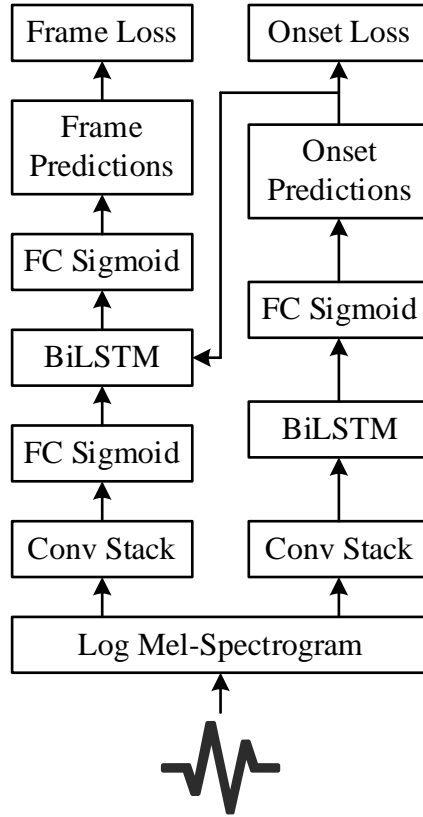 Frame Loss
Onset Loss
Frame
Predictions
Onset
Predictions
FC Sigmoid
FC Sigmoid
BiLSTM
BiLSTM
FC Sigmoid
Conv Stack
Conv Stack
Log Mel-Spectrogram